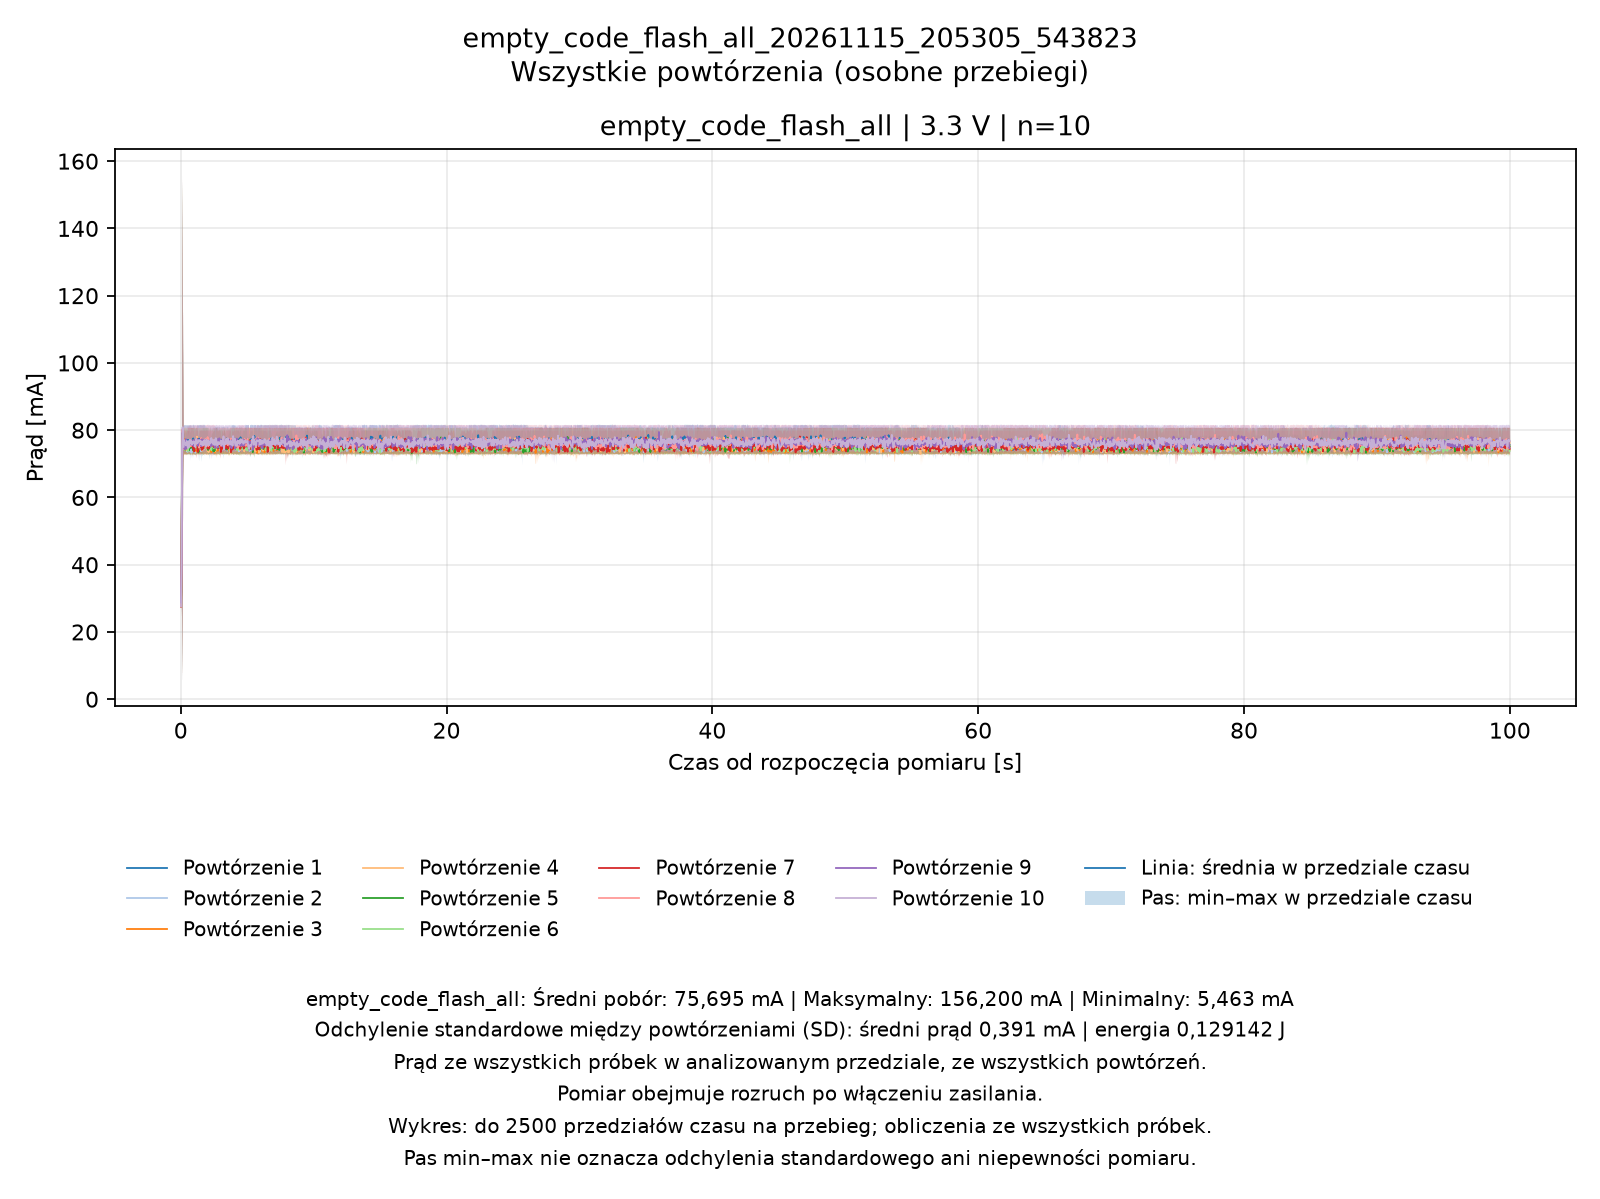 empty_code_flash_all_20261115_205305_543823
Wszystkie powtórzenia (osobne przebiegi)
empty_code_flash_all | 3.3 V | n=10
160
140
120
100
80
60
40
20
0
Prąd [mA]
0 20 40 60 80 100
Czas od rozpoczęcia pomiaru [s]
Powtórzenie 1 Powtórzenie 4 Powtórzenie 7 Powtórzenie 9 Linia: średnia w przedziale czasu
Powtórzenie 2 Powtórzenie 5 Powtórzenie 8 Powtórzenie 10 Pas: min–max w przedziale czasu
Powtórzenie 3 Powtórzenie 6
empty_code_flash_all: Średni pobór: 75,695 mA | Maksymalny: 156,200 mA | Minimalny: 5,463 mA
Odchylenie standardowe między powtórzeniami (SD): średni prąd 0,391 mA | energia 0,129142 J
Prąd ze wszystkich próbek w analizowanym przedziale, ze wszystkich powtórzeń.
Pomiar obejmuje rozruch po włączeniu zasilania.
Wykres: do 2500 przedziałów czasu na przebieg; obliczenia ze wszystkich próbek.
Pas min–max nie oznacza odchylenia standardowego ani niepewności pomiaru.